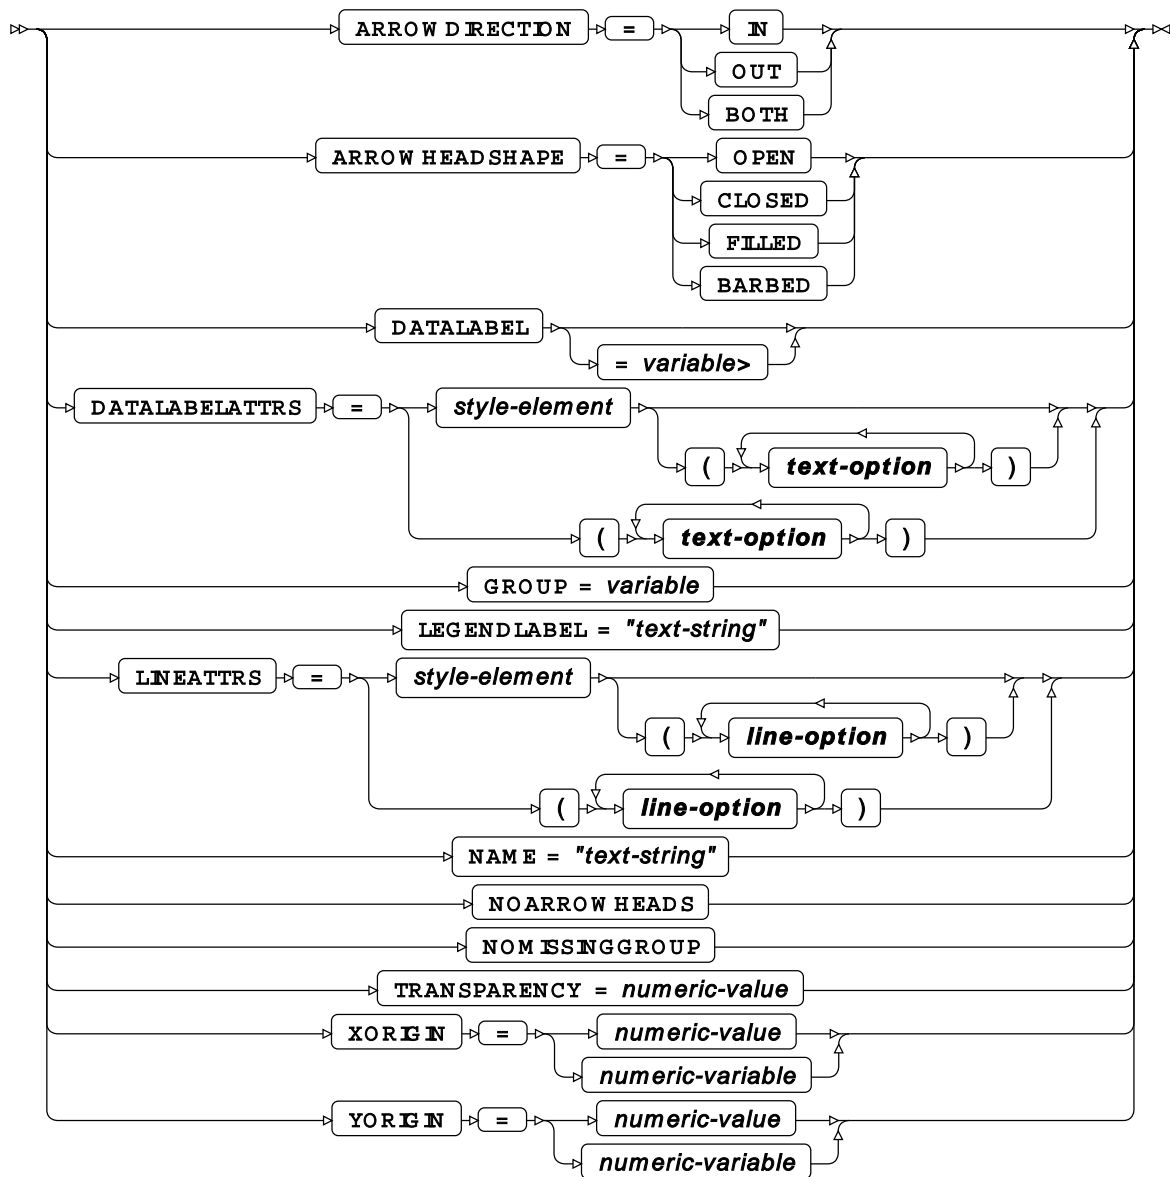 ARROWDIRECTION = IN
OUT
BOTH
ARROWHEADSHAPE = OPEN
CLOSED
FILLED
BARBED
DATALABEL
= variable>
DATALABELATTRS = style-element
( text-option )
( text-option )
GROUP = variable
LEGENDLABEL = "text-string"
LINEATTRS = style-element
( line-option )
( line-option )
NAME = "text-string"
NOARROWHEADS
NOMISSINGGROUP
TRANSPARENCY = numeric-value
XORIGIN = numeric-value
numeric-variable
YORIGIN = numeric-value
numeric-variable